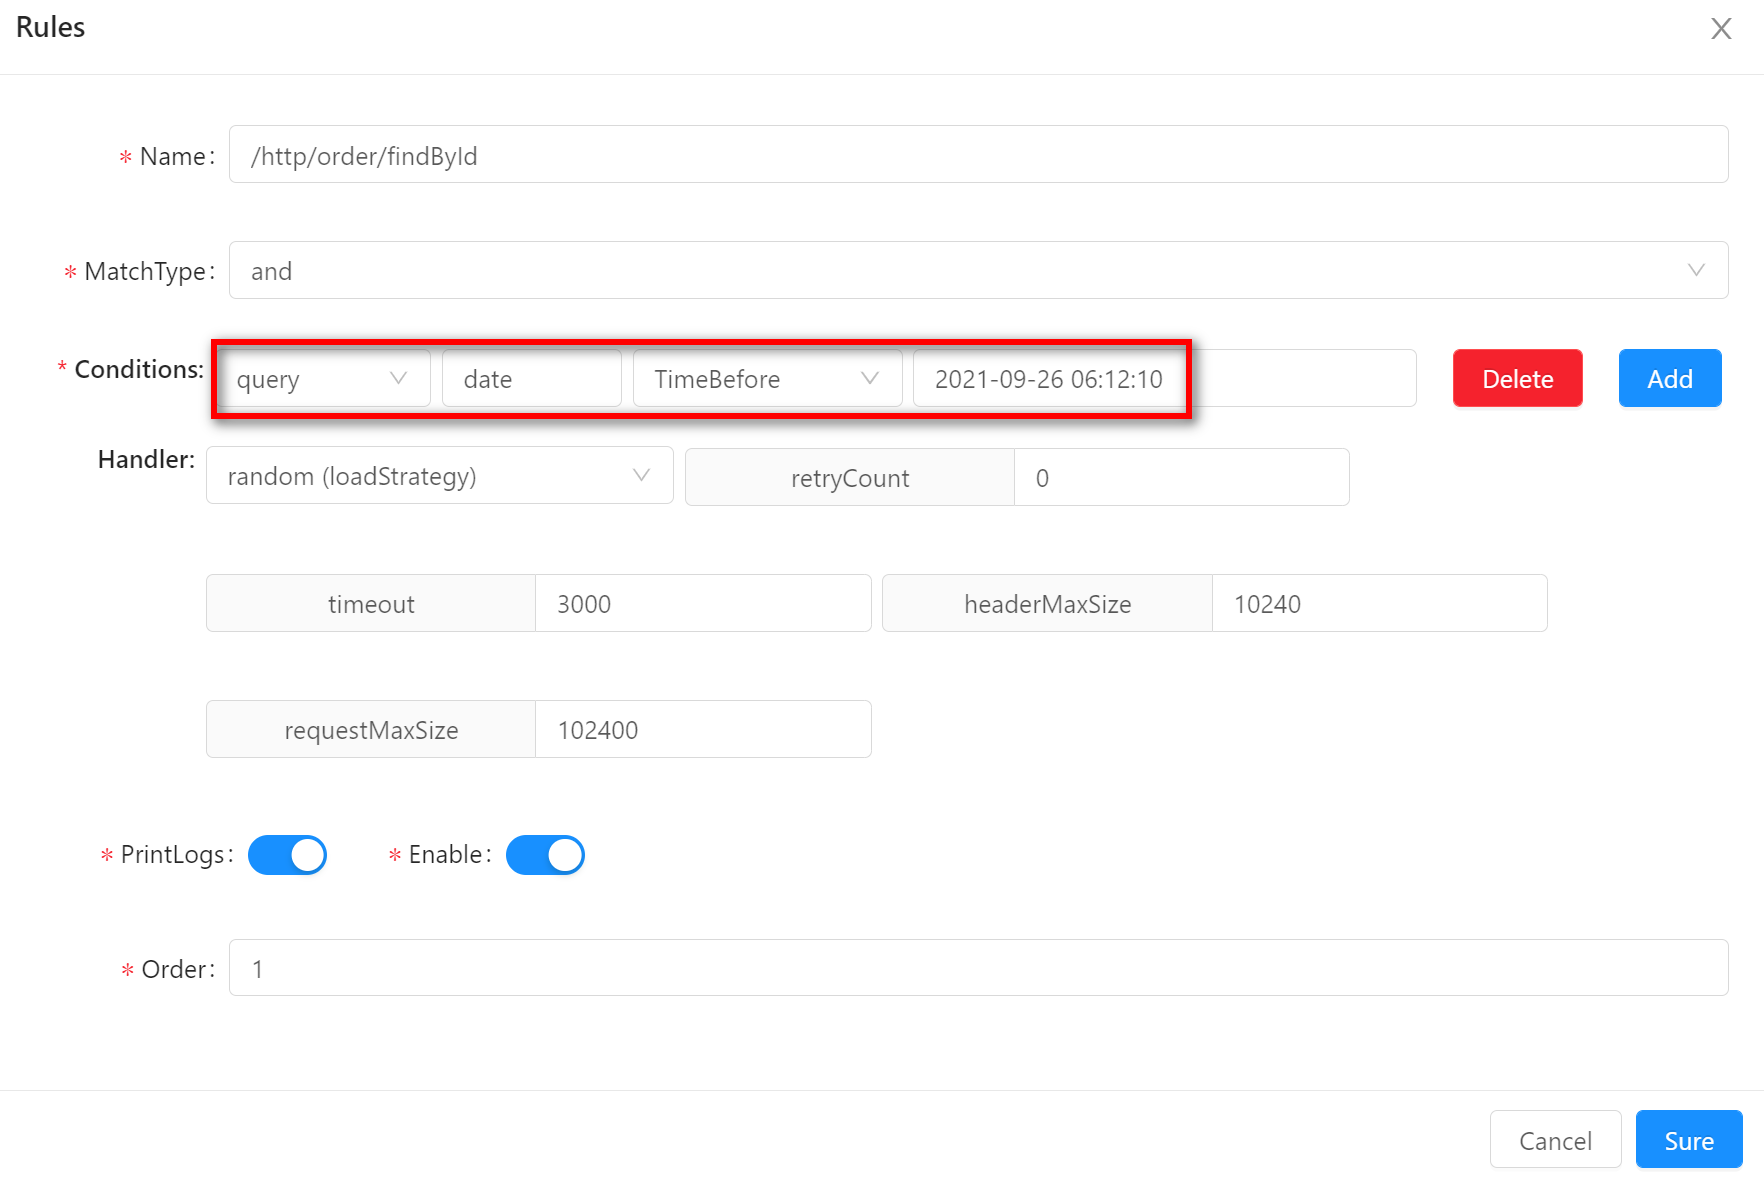 Rules
* Name: /http/order/findById
* MatchType: and
* Conditions: query date TimeBefore 2021-09-26 06:12:10 Delete Add
Handler: random (loadStrategy) retryCount 0
timeout 3000 headerMaxSize 10240
requestMaxSize 102400
* PrintLogs: * Enable:
* Order: 1
Cancel Sure